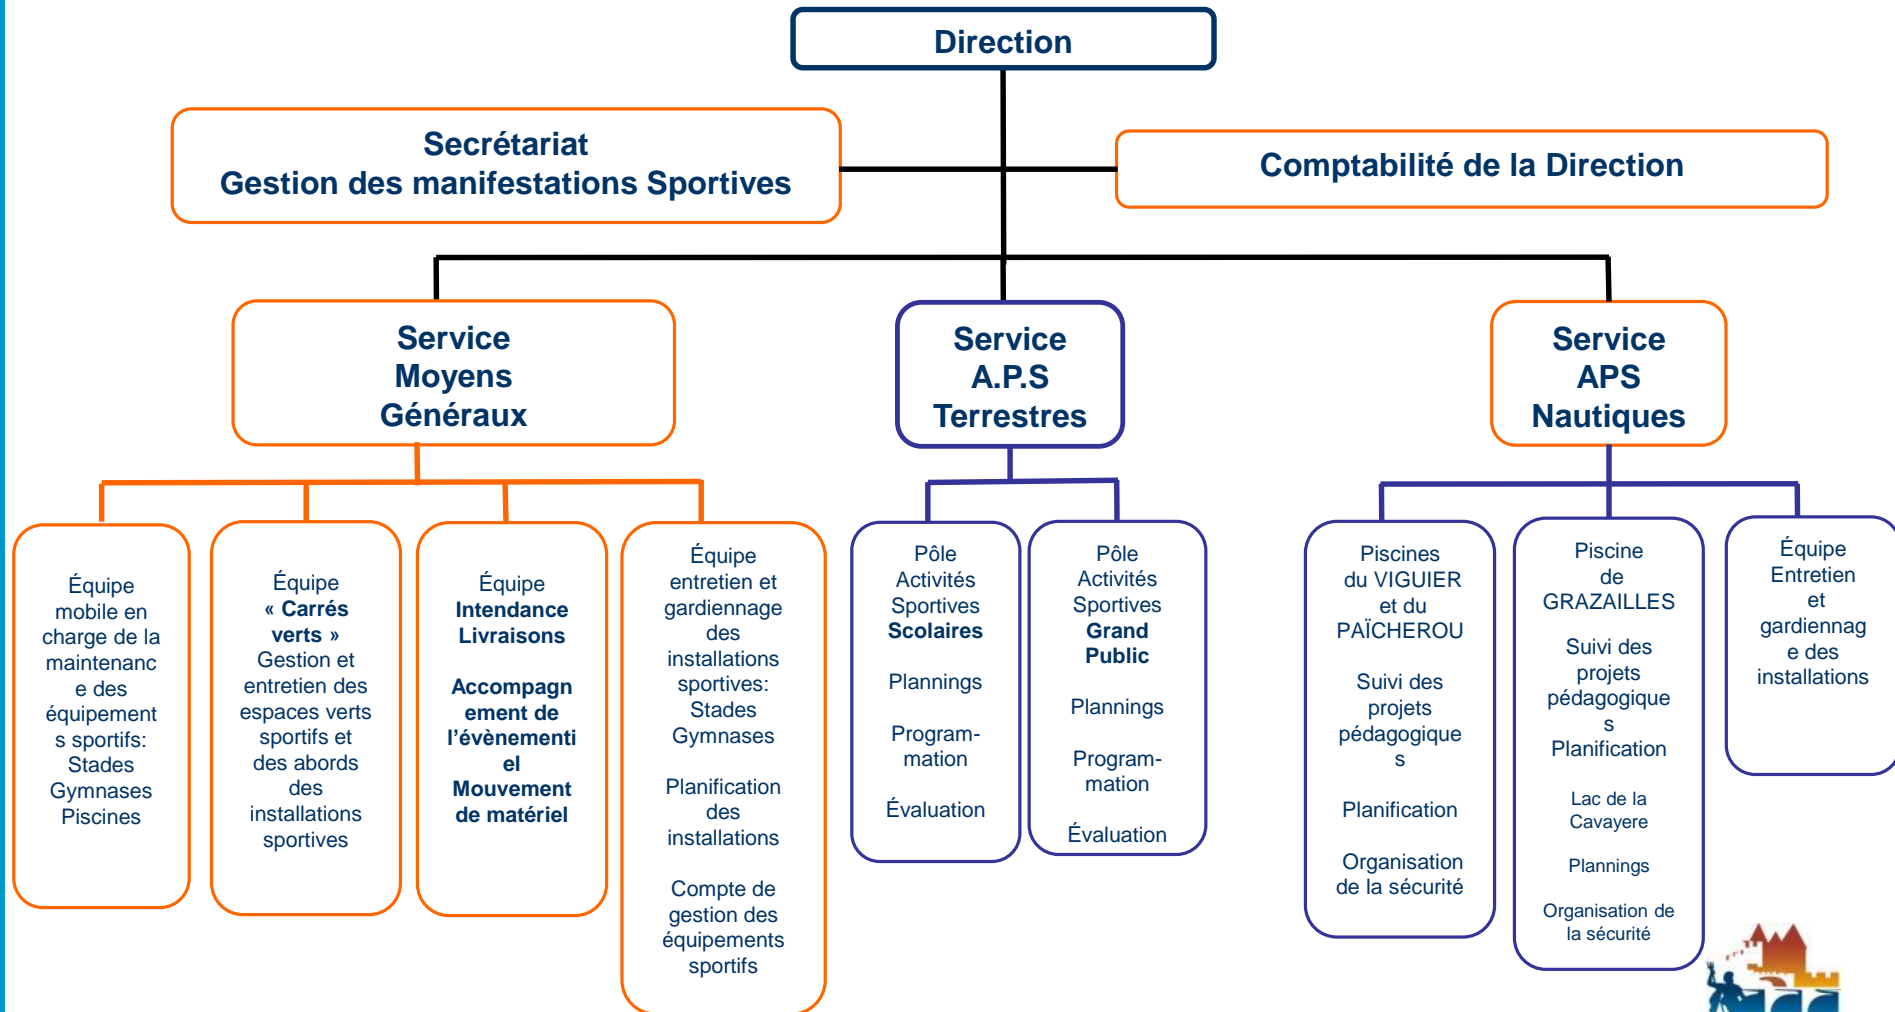 Direction
Secrétariat
Gestion des manifestations Sportives
Comptabilité de la Direction
Service
Moyens
Généraux
Service
A.P.S
Terrestres
Service
APS
Nautiques
Équipe
mobile en
charge de la
maintenanc
e des
équipement
s sportifs:
Stades
Gymnases
Piscines
Équipe
« Carrés
verts »
Gestion et
entretien des
espaces verts
sportifs et
des abords
des
installations
sportives
Équipe
Intendance
Livraisons
Accompagn
ement de
l'évènementi
el
Mouvement
de matériel
Équipe
entretien et
gardiennage
des
installations
sportives:
Stades
Gymnases
Planification
des
installations
Compte de
gestion des
équipements
sportifs
Pôle
Activités
Sportives
Scolaires
Plannings
Program-
mation
Évaluation
Pôle
Activités
Sportives
Grand
Public
Plannings
Program-
mation
Évaluation
Piscines
du VIGUIER
et du
PAÏCHEROU
Suivi des
projets
pédagogique
s
Planification
Organisation
de la sécurité
Piscine
de
GRAZAILLES
Suivi des
projets
pédagogique
s
Planification
Lac de la
Cavayere
Plannings
Organisation de
la sécurité
Équipe
Entretien
et
gardiennag
e des
installations